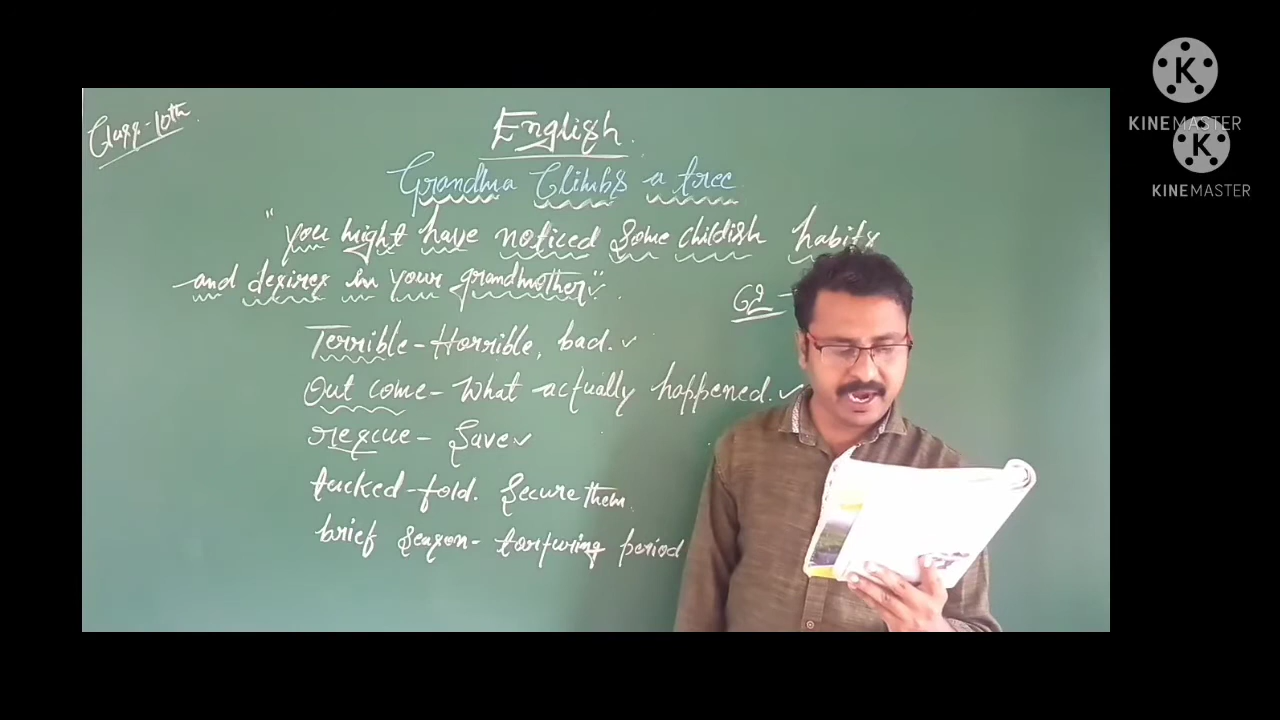 Class-10th.
English.
Grandma Climbs a tree
"you might have noticed some childish habits
and desires in your grandmother".
62
Terrible - Horrible, bad.
Out come - What actually happened.
rescue - Save
tucked - fold. Secure them.
brief season - torturing period
KINEMASTER
KINEMASTER